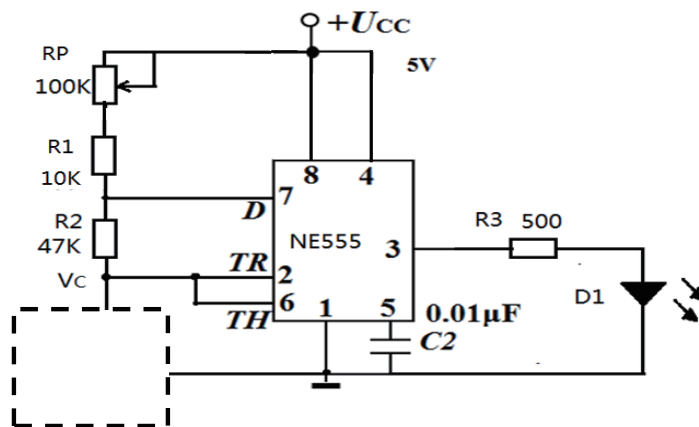 +UCC
RP
100K
5V
R1
10K
8
4
D
7
R2
47K
NE555
3
R3
500
VC
TR
2
TH
6
1
5
0.01μF
C2
D1